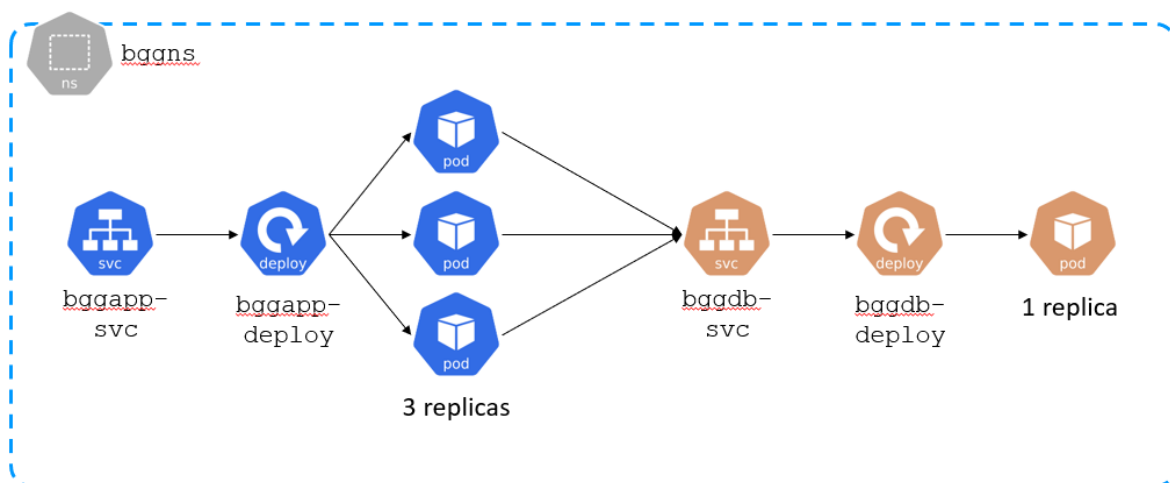 bggns
ns
pod
svc
deploy
pod
svc
deploy
pod
bggapp-
svc
bggapp-
deploy
pod
3 replicas
bggdb-
svc
bggdb-
deploy
1 replica